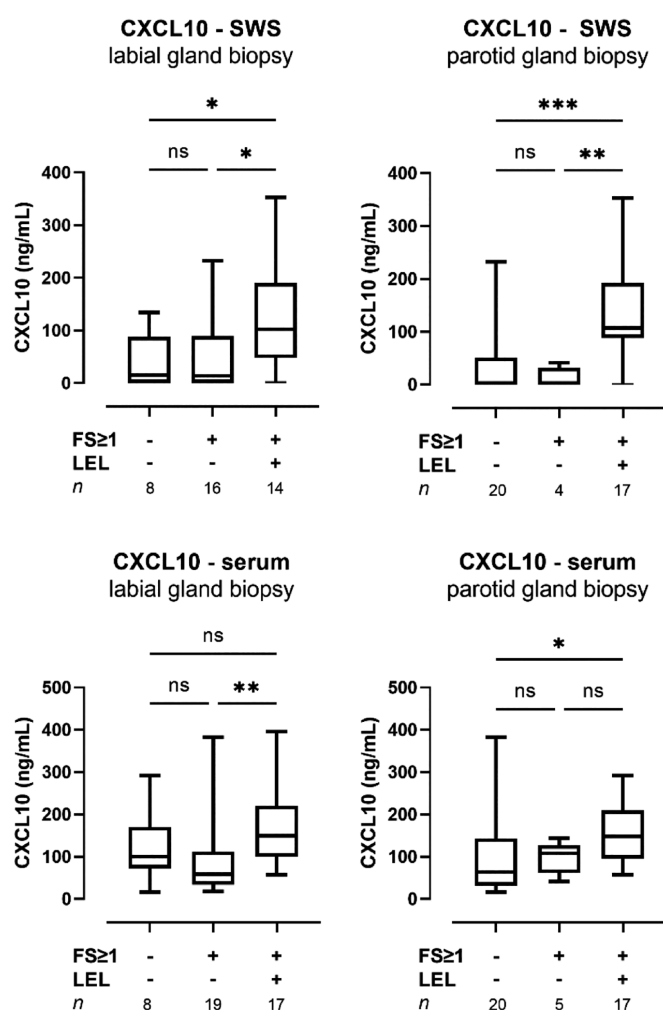 CXCL10 - SWS
labial gland biopsy
*
ns
*
400
300
200
100
0
CXCL10 (ng/mL)
FS≥1 - + +
LEL - - +
n 8 16 14
CXCL10 - SWS
parotid gland biopsy
***
ns
**
400
300
200
100
0
CXCL10 (ng/mL)
FS≥1 - + +
LEL - - +
n 20 4 17
CXCL10 - serum
labial gland biopsy
ns
ns
**
500
400
300
200
100
0
CXCL10 (ng/mL)
FS≥1 - + +
LEL - - +
n 8 19 17
CXCL10 - serum
parotid gland biopsy
*
ns
ns
500
400
300
200
100
0
CXCL10 (ng/mL)
FS≥1 - + +
LEL - - +
n 20 5 17